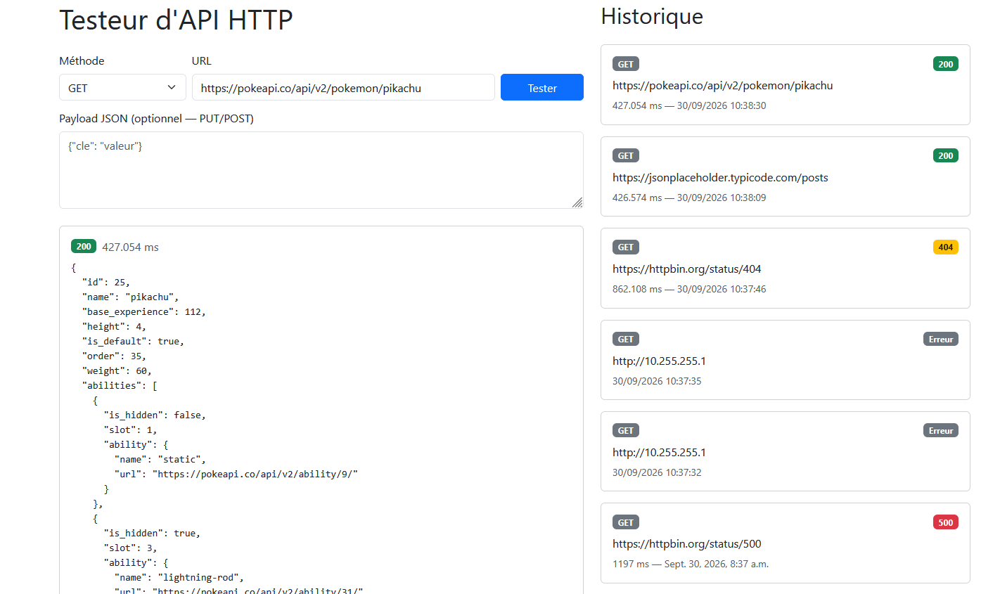 Testeur d'API HTTP
Méthode
URL
GET
https://pokeapi.co/api/v2/pokemon/pikachu
Tester
Payload JSON (optionnel — PUT/POST)
{"cle": "valeur"}
200 427.054 ms
{
"id": 25,
"name": "pikachu",
"base_experience": 112,
"height": 4,
"is_default": true,
"order": 35,
"weight": 60,
"abilities": [
{
"is_hidden": false,
"slot": 1,
"ability": {
"name": "static",
"url": "https://pokeapi.co/api/v2/ability/9/"
}
},
{
"is_hidden": true,
"slot": 3,
"ability": {
"name": "lightning-rod",
"url": "https://pokeapi.co/api/v2/ability/31/"
Historique
GET 200
https://pokeapi.co/api/v2/pokemon/pikachu
427.054 ms — 30/09/2026 10:38:30
GET 200
https://jsonplaceholder.typicode.com/posts
426.574 ms — 30/09/2026 10:38:09
GET 404
https://httpbin.org/status/404
862.108 ms — 30/09/2026 10:37:46
GET Erreur
http://10.255.255.1
30/09/2026 10:37:35
GET Erreur
http://10.255.255.1
30/09/2026 10:37:32
GET 500
https://httpbin.org/status/500
1197 ms — Sept. 30, 2026, 8:37 a.m.